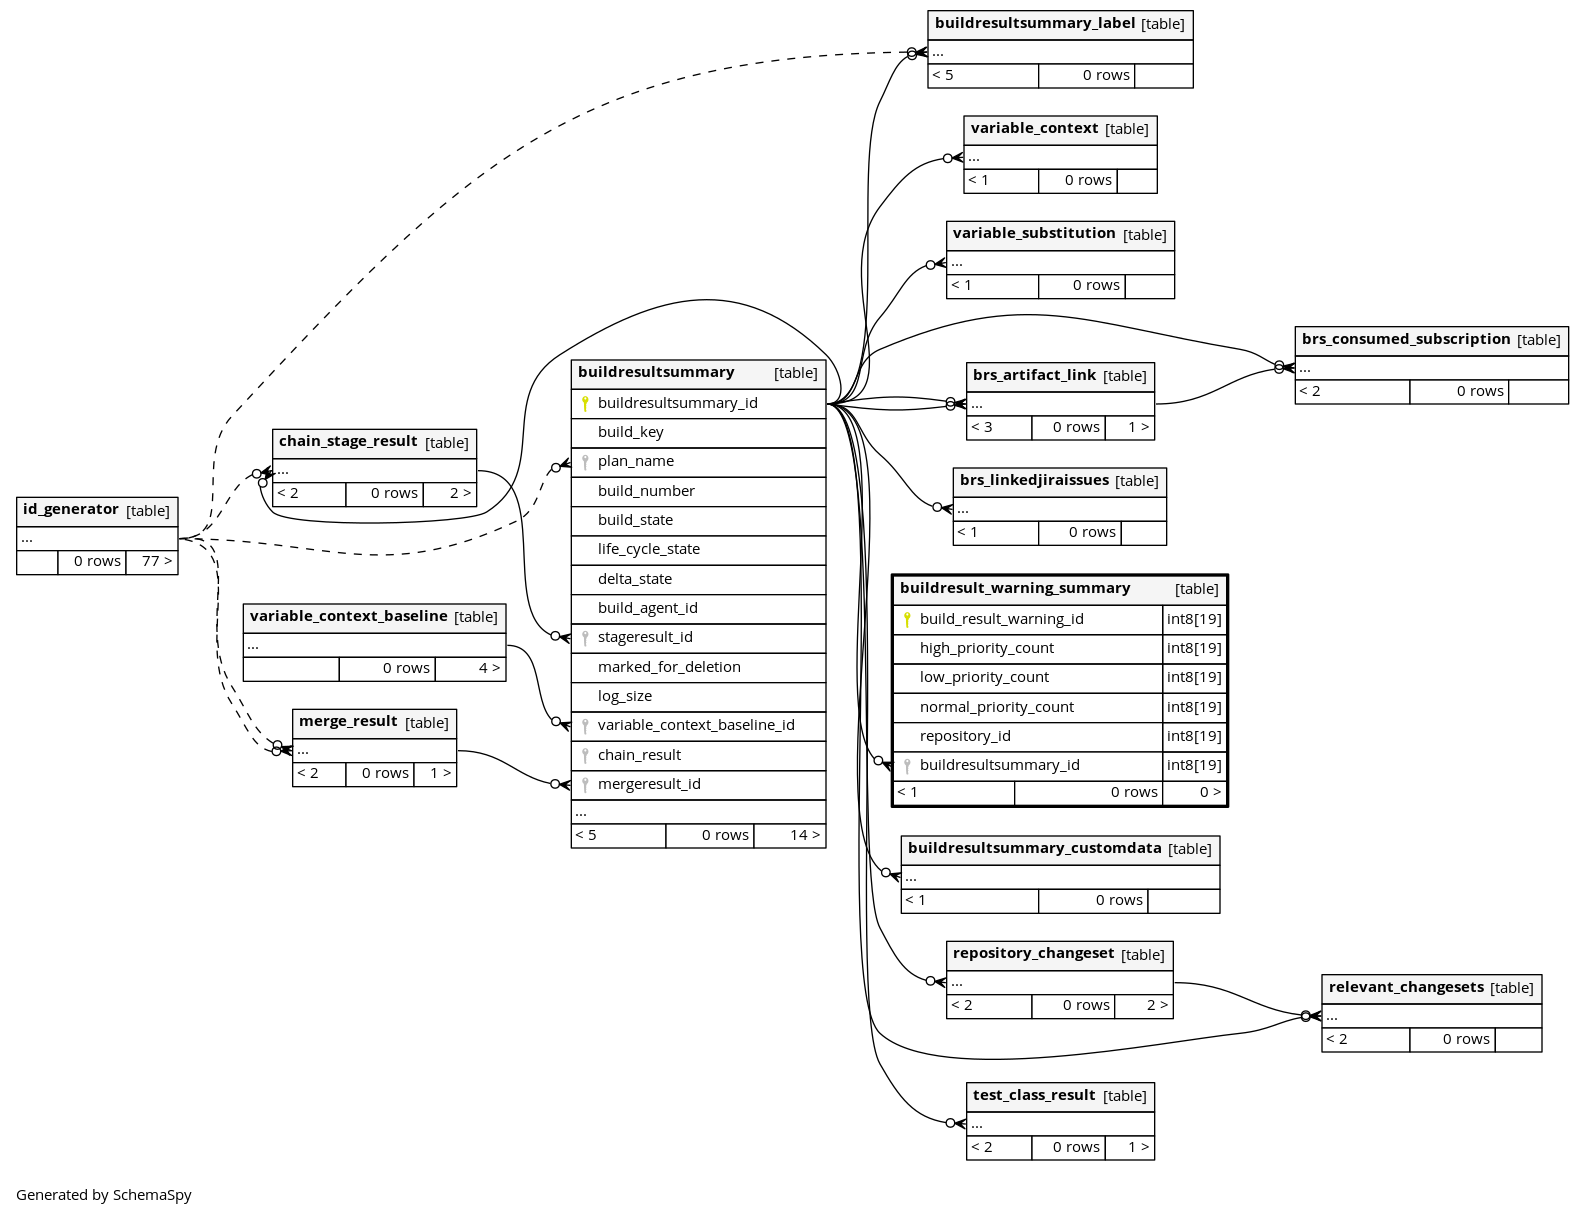 buildresultsummary_label [table]
...
< 5 0 rows
variable_context [table]
...
< 1 0 rows
variable_substitution [table]
...
< 1 0 rows
brs_consumed_subscription [table]
...
< 2 0 rows
brs_artifact_link [table]
...
< 3 0 rows 1 >
brs_linkedjiraissues [table]
...
< 1 0 rows
buildresultsummary [table]
buildresultsummary_id
build_key
plan_name
build_number
build_state
life_cycle_state
delta_state
build_agent_id
stageresult_id
marked_for_deletion
log_size
variable_context_baseline_id
chain_result
mergeresult_id
...
< 5 0 rows 14 >
chain_stage_result [table]
...
< 2 0 rows 2 >
id_generator [table]
...
0 rows 77 >
variable_context_baseline [table]
...
0 rows 4 >
merge_result [table]
...
< 2 0 rows 1 >
buildresult_warning_summary [table]
build_result_warning_id int8[19]
high_priority_count int8[19]
low_priority_count int8[19]
normal_priority_count int8[19]
repository_id int8[19]
buildresultsummary_id int8[19]
< 1 0 rows 0 >
buildresultsummary_customdata [table]
...
< 1 0 rows
repository_changeset [table]
...
< 2 0 rows 2 >
relevant_changesets [table]
...
< 2 0 rows
test_class_result [table]
...
< 2 0 rows 1 >
Generated by SchemaSpy